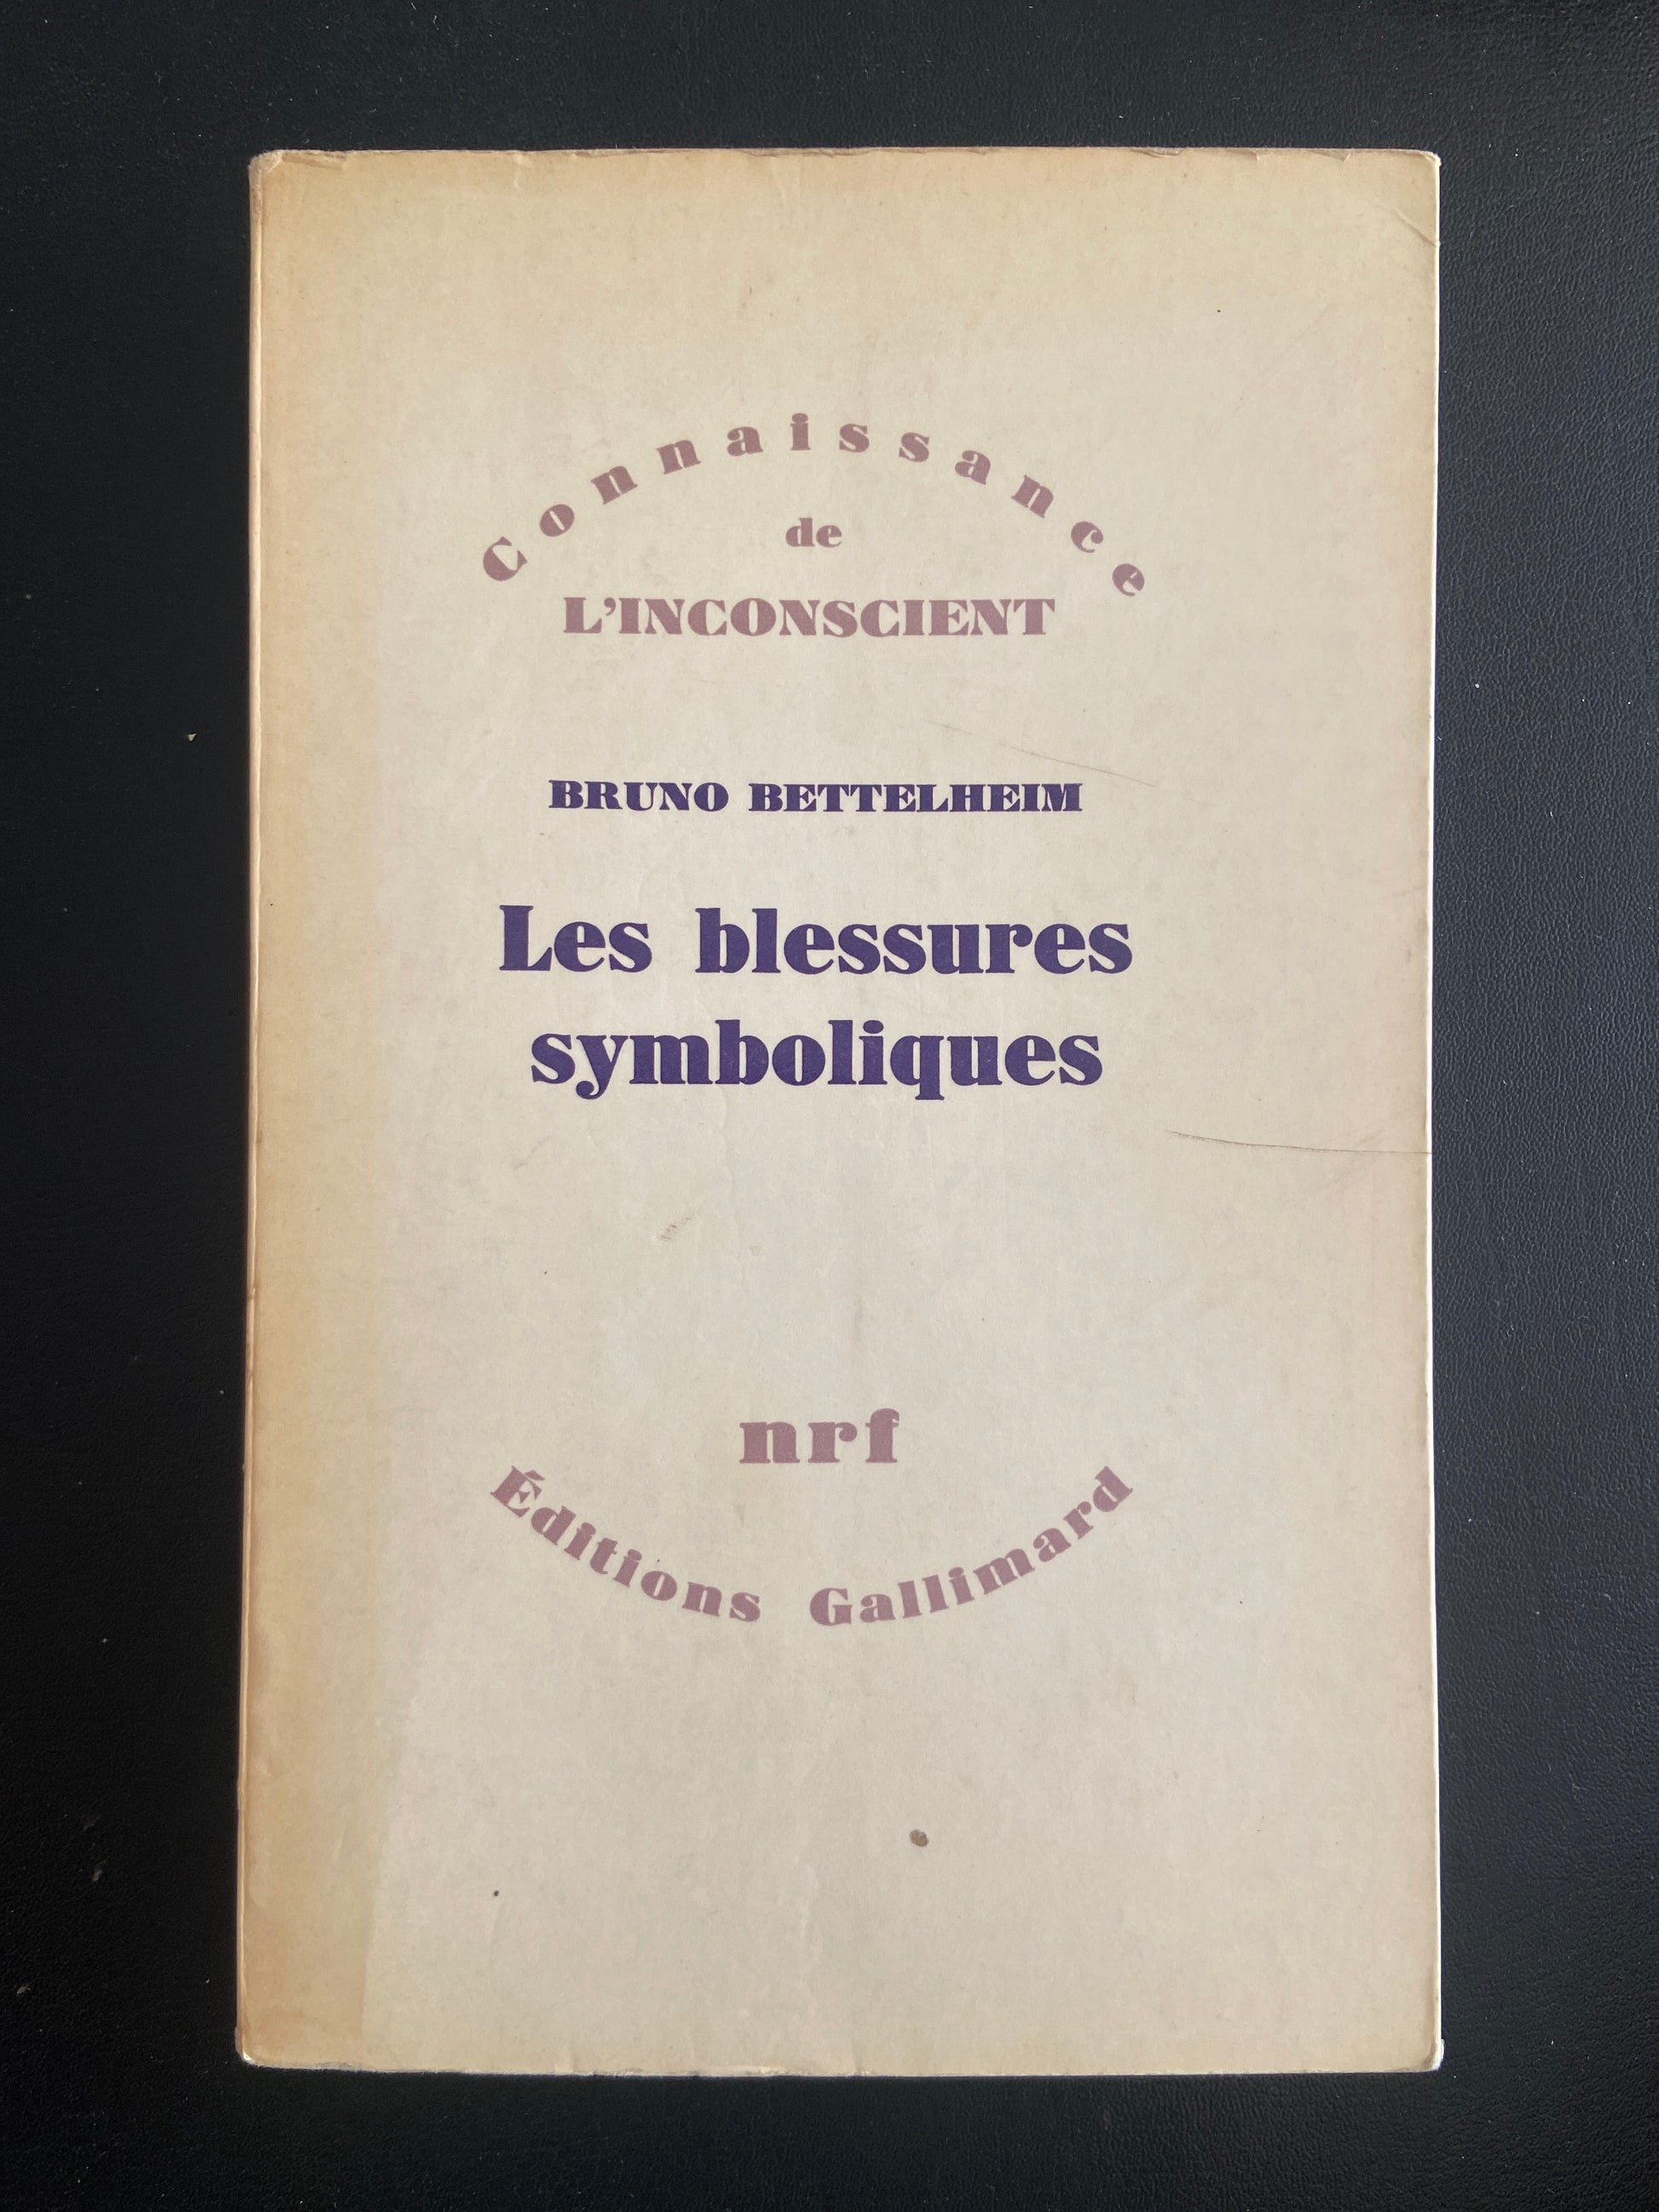 Connaissance
de
L'INCONSCIENT
BRUNO BETTELHEIM
Les blessures
symboliques
nrf
Éditions Gallimard